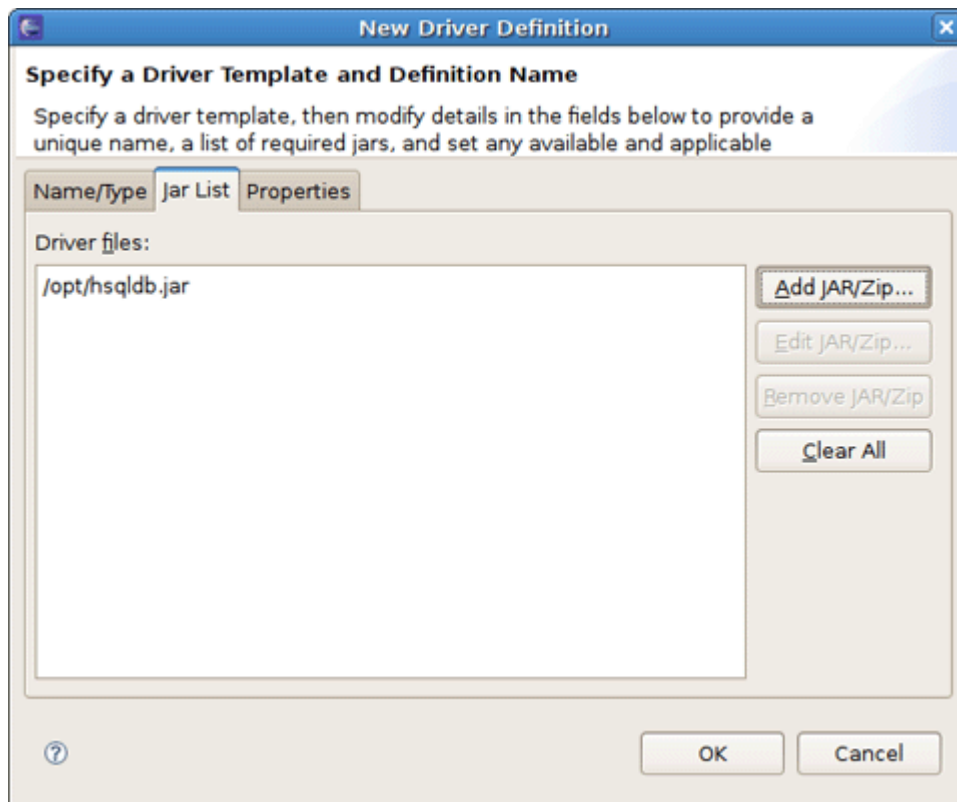 New Driver Definition
Specify a Driver Template and Definition Name
Specify a driver template, then modify details in the fields below to provide a
unique name, a list of required jars, and set any available and applicable
Name/Type Jar List Properties
Driver files:
/opt/hsqldb.jar
Add JAR/Zip...
Edit JAR/Zip...
Remove JAR/Zip
Clear All
OK Cancel